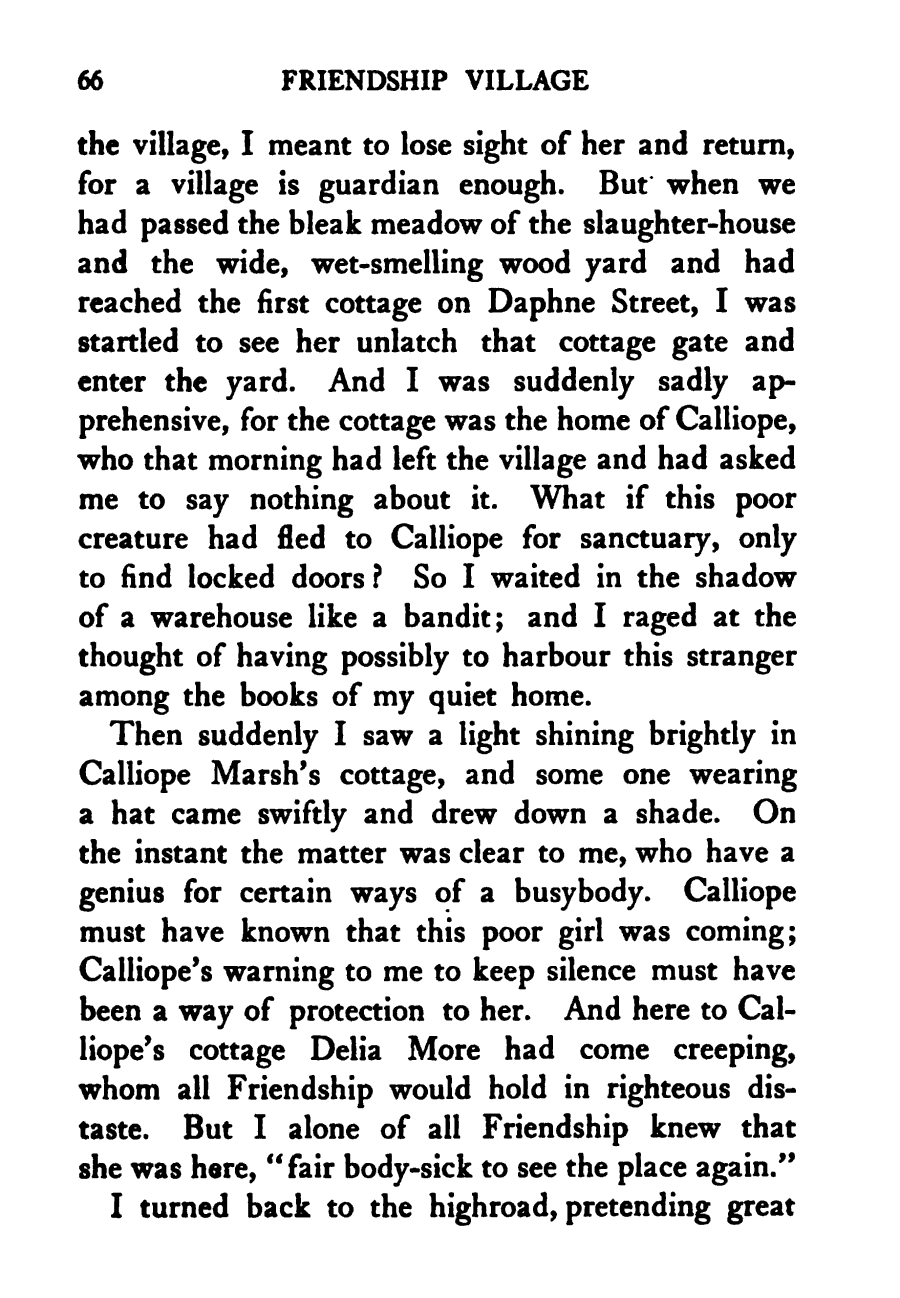 66 FRIENDSHIP VILLAGE
the village, I meant to lose sight of her and return,
for a village is guardian enough. But when we
had passed the bleak meadow of the slaughter-house
and the wide, wet-smelling wood yard and had
reached the first cottage on Daphne Street, I was
startled to see her unlatch that cottage gate and
enter the yard. And I was suddenly sadly ap-
prehensive, for the cottage was the home of Calliope,
who that morning had left the village and had asked
me to say nothing about it. What if this poor
creature had fled to Calliope for sanctuary, only
to find locked doors? So I waited in the shadow
of a warehouse like a bandit; and I raged at the
thought of having possibly to harbour this stranger
among the books of my quiet home.
Then suddenly I saw a light shining brightly in
Calliope Marsh's cottage, and some one wearing
a hat came swiftly and drew down a shade. On
the instant the matter was clear to me, who have a
genius for certain ways of a busybody. Calliope
must have known that this poor girl was coming;
Calliope's warning to me to keep silence must have
been a way of protection to her. And here to Cal-
liope's cottage Delia More had come creeping,
whom all Friendship would hold in righteous dis-
taste. But I alone of all Friendship knew that
she was here, "fair body-sick to see the place again."
I turned back to the highroad, pretending great